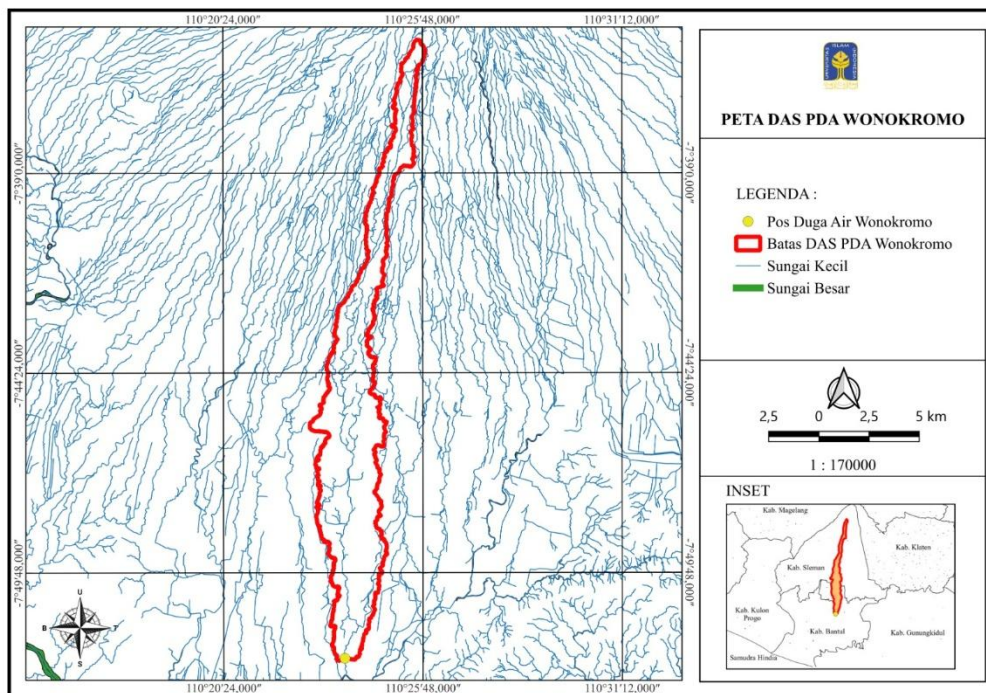 110°20'24,000" 110°25'48,000" 110°31'12,000"
-7°39'0,000" -7°39'0,000"
-7°44'24,000" -7°44'24,000"
-7°49'48,000" -7°49'48,000"
U
B T
S
110°20'24,000" 110°25'48,000" 110°31'12,000"
ISLAM
PETA DAS PDA WONOKROMO
LEGENDA :
Pos Duga Air Wonokromo
Batas DAS PDA Wonokromo
Sungai Kecil
Sungai Besar
2,5 0 2,5 5 km
1 : 170000
INSET
Kab. Magelang
Kab. Klaten
Kab. Sleman
Kab. Kulon
Progo
Kab. Bantul
Kab. Gunungkidul
Samudra Hindia